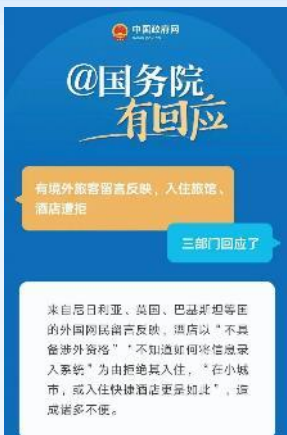 中国政府网
@国务院
有回应
有境外旅客留言反映，入住旅馆、
酒店遭拒
三部门回应了
来自尼日利亚、英国、巴基斯坦等国
的外国网民留言反映，酒店以“不具
备涉外资格”“不知道如何将信息录
入系统”为由拒绝其入住，“在小城
市，或入住快捷酒店更是如此”，造
成诸多不便。